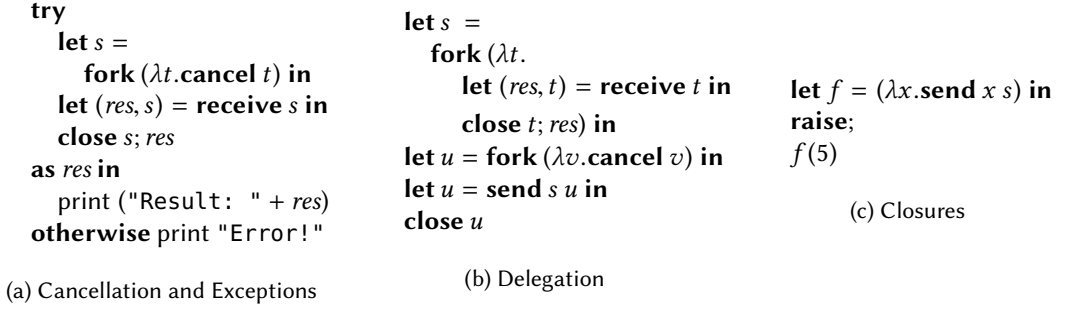 try
let s =
fork (λt.cancel t) in
let (res, s) = receive s in
close s; res
as res in
print ("Result: " + res)
otherwise print "Error!"
(a) Cancellation and Exceptions
let s =
fork (λt.
let (res, t) = receive t in
close t; res) in
let u = fork (λv.cancel v) in
let u = send s u in
close u
(b) Delegation
let f = (λx.send x s) in
raise;
f(5)
(c) Closures